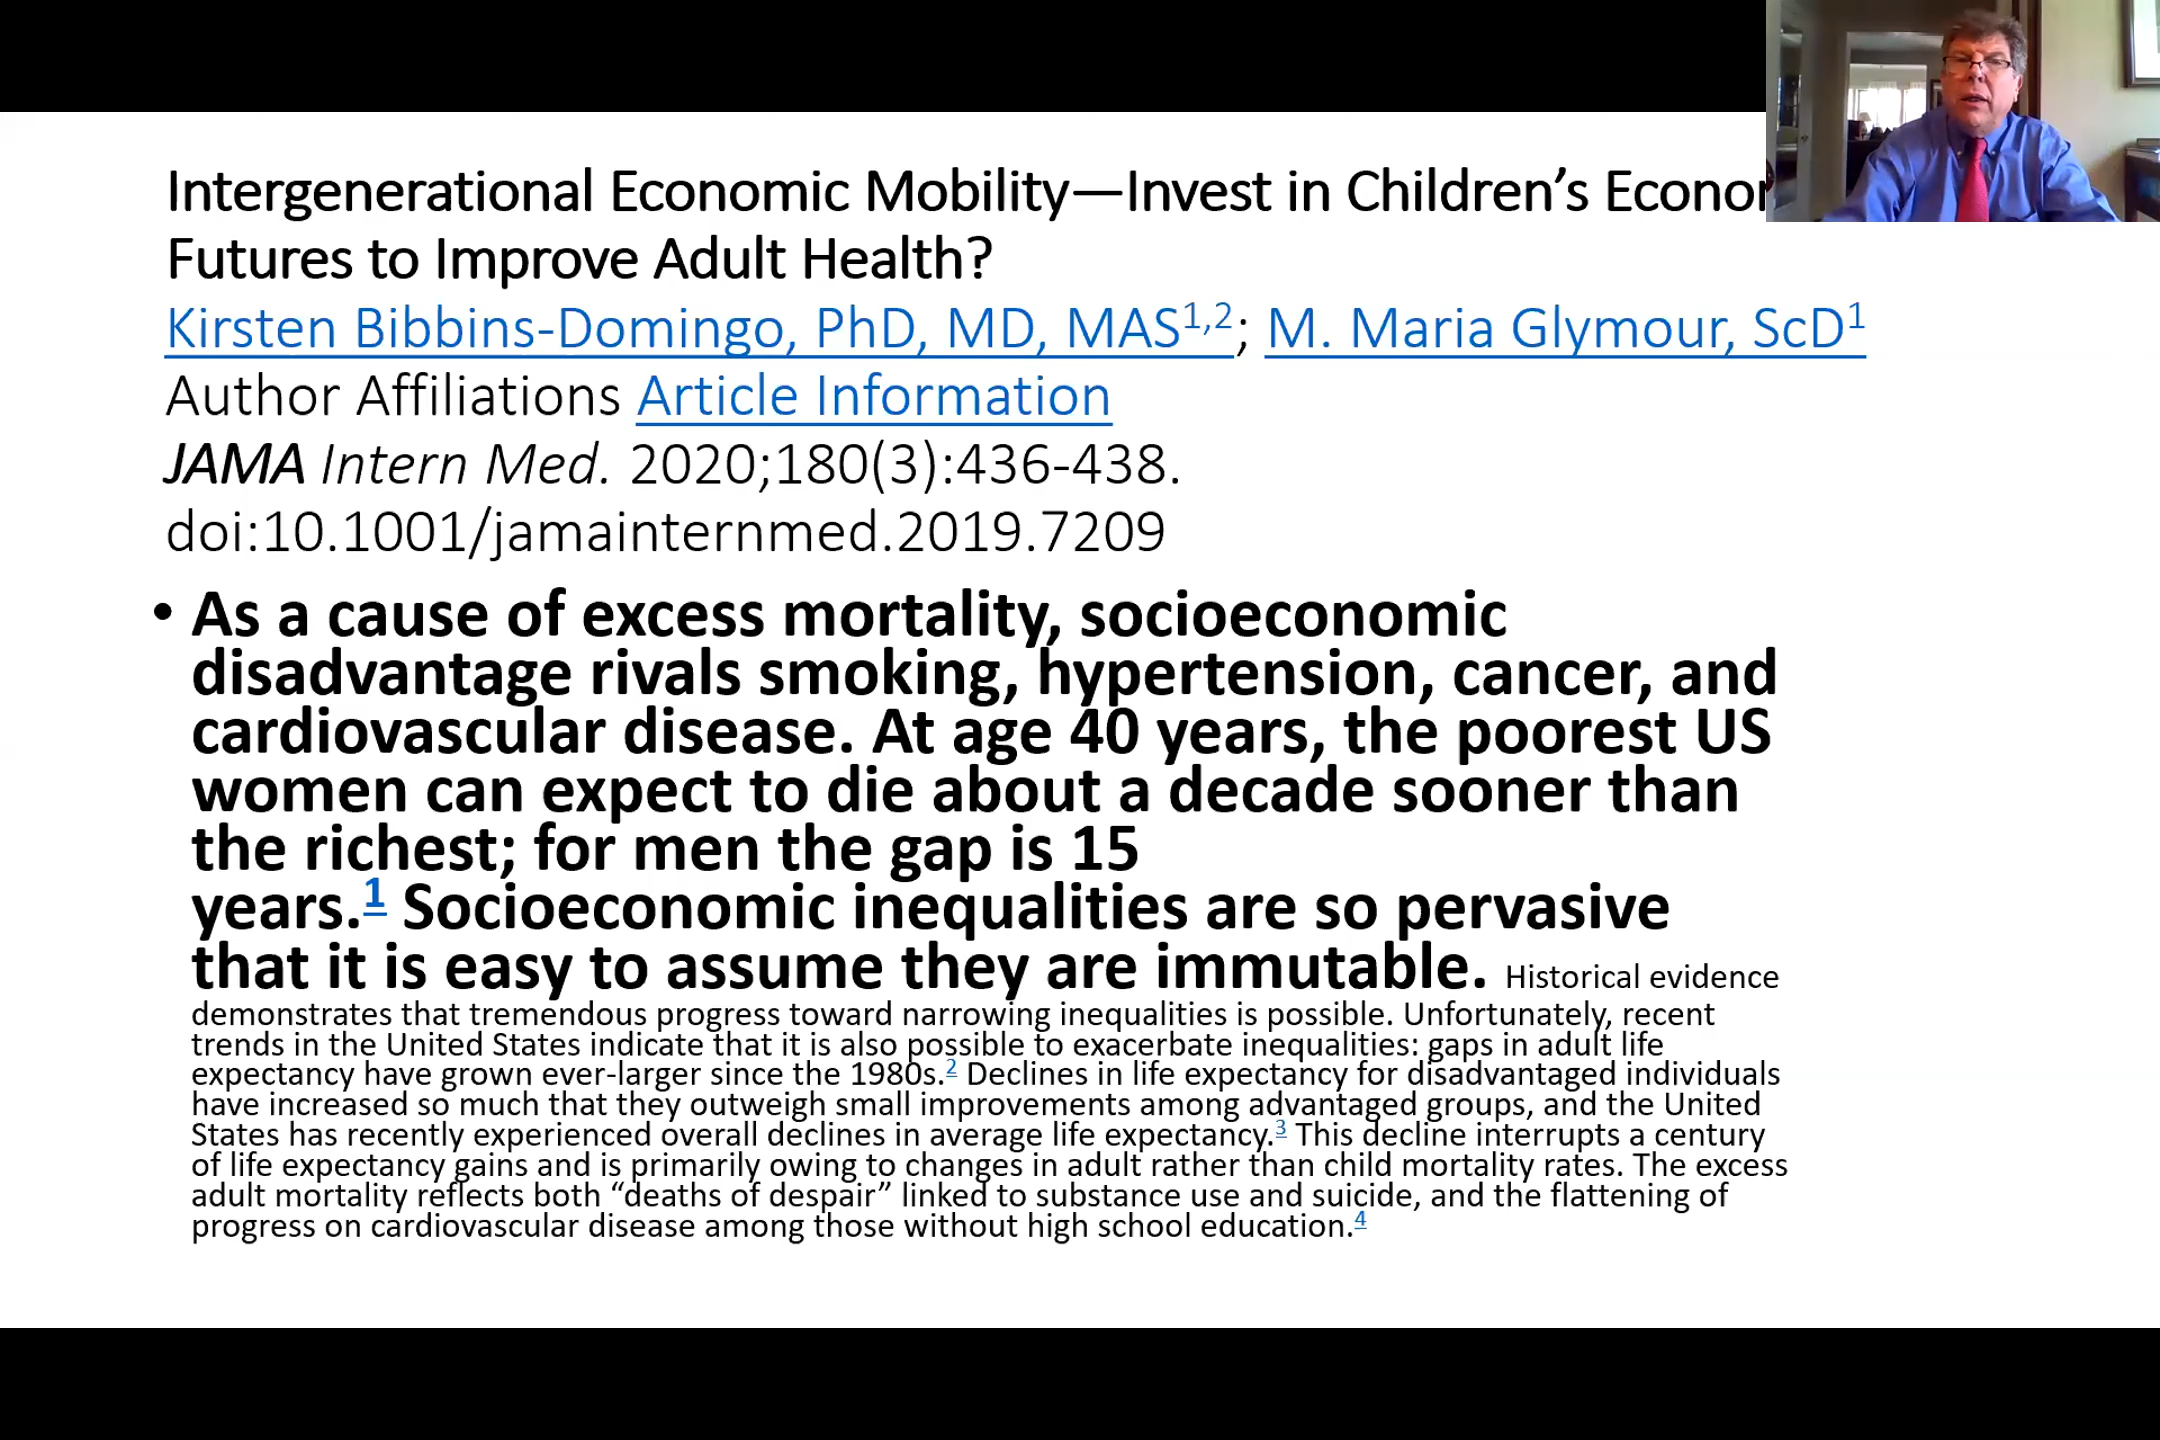 Intergenerational Economic Mobility—Invest in Children’s
Futures to Improve Adult Health?
Kirsten Bibbins-Domingo, PhD, MD, MAS1,2; M. Maria Glymour, ScD1
Author Affiliations Article Information
JAMA Intern Med. 2020;180(3):436-438.
doi:10.1001/jamainternmed.2019.7209
• As a cause of excess mortality, socioeconomic
disadvantage rivals smoking, hypertension, cancer, and
cardiovascular disease. At age 40 years, the poorest US
women can expect to die about a decade sooner than
the richest; for men the gap is 15
years.1 Socioeconomic inequalities are so pervasive
that it is easy to assume they are immutable. Historical evidence
demonstrates that tremendous progress toward narrowing inequalities is possible. Unfortunately, recent
trends in the United States indicate that it is also possible to exacerbate inequalities: gaps in adult life
expectancy have grown ever-larger since the 1980s.2 Declines in life expectancy for disadvantaged individuals
have increased so much that they outweigh small improvements among advantaged groups, and the United
States has recently experienced overall declines in average life expectancy.3 This decline interrupts a century
of life expectancy gains and is primarily owing to changes in adult rather than child mortality rates. The excess
adult mortality reflects both “deaths of despair” linked to substance use and suicide, and the flattening of
progress on cardiovascular disease among those without high school education.4